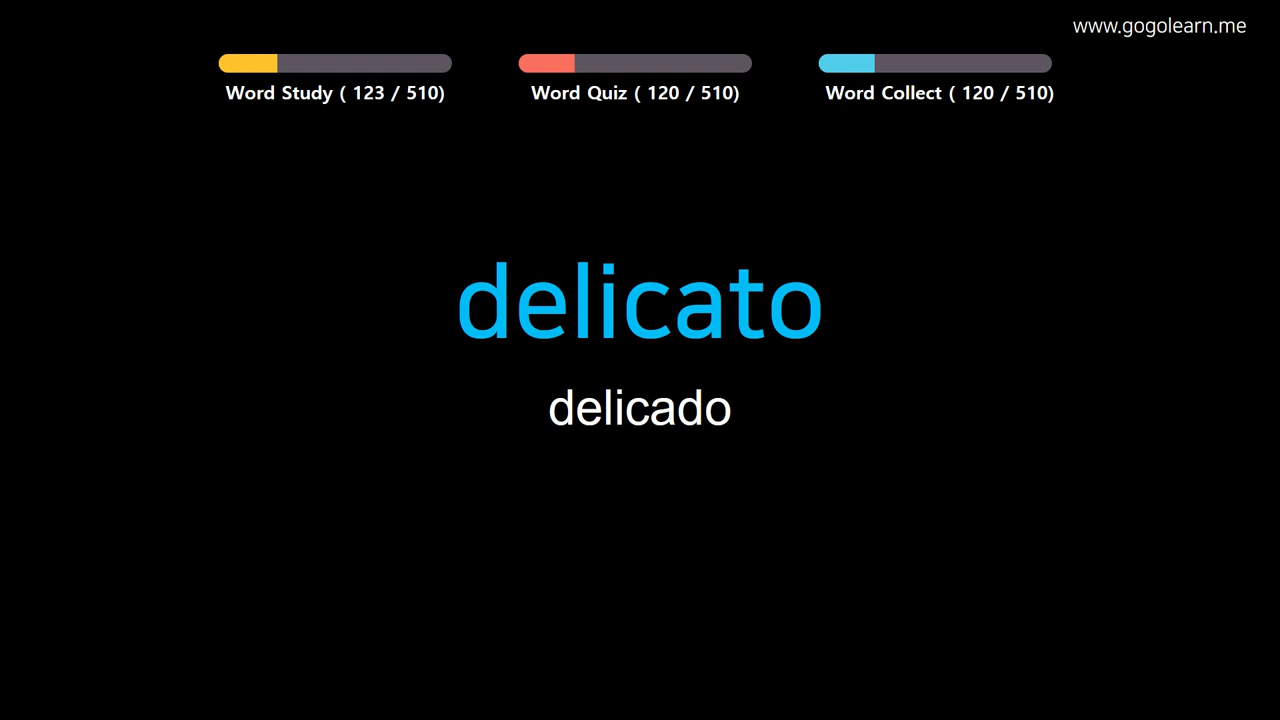 www.gogolearn.me
Word Study ( 123 / 510)
Word Quiz ( 120 / 510)
Word Collect ( 120 / 510)
delicato
delicado